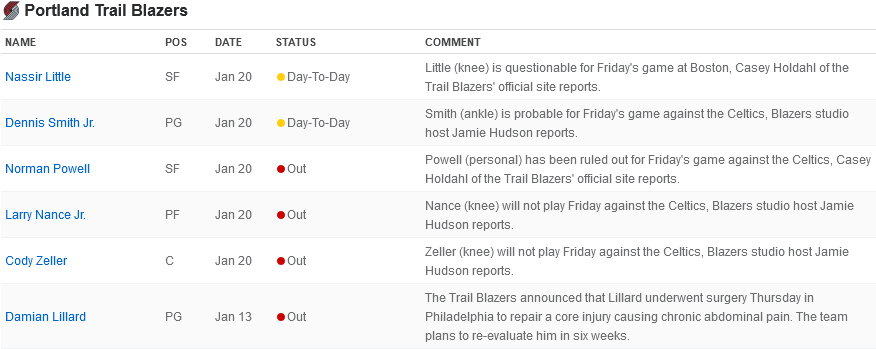 Portland Trail Blazers
NAME POS DATE STATUS COMMENT
Nassir Little SF Jan 20 Day-To-Day Little (knee) is questionable for Friday's game at Boston, Casey Holdahl of the
Trail Blazers' official site reports.
Dennis Smith Jr. PG Jan 20 Day-To-Day Smith (ankle) is probable for Friday's game against the Celtics, Blazers studio
host Jamie Hudson reports.
Norman Powell SF Jan 20 Out Powell (personal) has been ruled out for Friday's game against the Celtics, Casey
Holdahl of the Trail Blazers' official site reports.
Larry Nance Jr. PF Jan 20 Out Nance (knee) will not play Friday against the Celtics, Blazers studio host Jamie
Hudson reports.
Cody Zeller C Jan 20 Out Zeller (knee) will not play Friday against the Celtics, Blazers studio host Jamie
Hudson reports.
Damian Lillard PG Jan 13 Out The Trail Blazers announced that Lillard underwent surgery Thursday in
Philadelphia to repair a core injury causing chronic abdominal pain. The team
plans to re-evaluate him in six weeks.